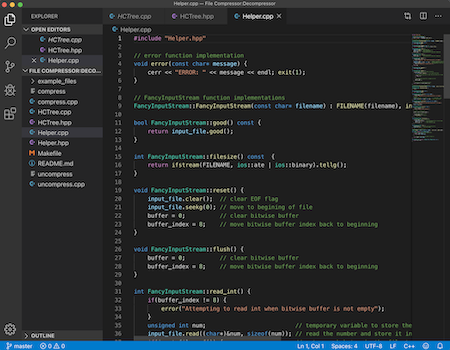 Helper.cpp — File Compressor:Decompressor
EXPLORER
OPEN EDITORS
HCTree.cpp
HCTree.hpp
Helper.cpp
FILE COMPRESSOR:DECO...
example_files
compress
compress.cpp
HCTree.cpp
HCTree.hpp
Helper.cpp
Helper.hpp
Makefile
README.md
uncompress
uncompress.cpp
OUTLINE
HCTree.cpp HCTree.hpp Helper.cpp
Helper.cpp
1 #include "Helper.hpp"
2
3 // error function implementation
4 void error(const char* message) {
5 cerr << "ERROR: " << message << endl; exit(1);
6 }
7
8 // FancyInputStream function implementations
9 FancyInputStream::FancyInputStream(const char* filename) : FILENAME(filename), in
10
11 bool FancyInputStream::good() const {
12 return input_file.good();
13 }
14
15 int FancyInputStream::filesize() const {
16 return ifstream(FILENAME, ios::ate | ios::binary).tellg();
17 }
18
19 void FancyInputStream::reset() {
20 input_file.clear(); // clear EOF flag
21 input_file.seekg(0); // move to begining of file
22 buffer = 0; // clear bitwise buffer
23 buffer_index = 8; // move bitwise buffer index back to beginning
24 }
25
26 void FancyInputStream::flush() {
27 buffer = 0; // clear bitwise buffer
28 buffer_index = 8; // move bitwise buffer index back to beginning
29 }
30
31 int FancyInputStream::read_int() {
32 if(buffer_index != 8) {
33 error("Attempting to read int when bitwise buffer is not empty");
34 }
35 unsigned int num; // temporary variable to store the
36 input_file.read((char*)&num, sizeof(num)); // read the number and store it in
master 0 0 Ln 1, Col 1 Spaces: 4 UTF-8 LF C++